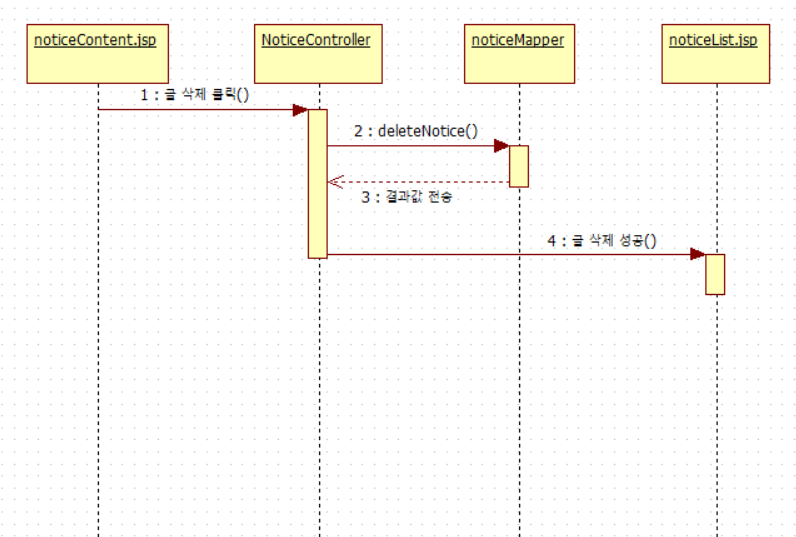 noticeContent.jsp
NoticeController
noticeMapper
noticeList.jsp
1 : 글 삭제 클릭()
2 : deleteNotice()
3 : 결과값 전송
4 : 글 삭제 성공()